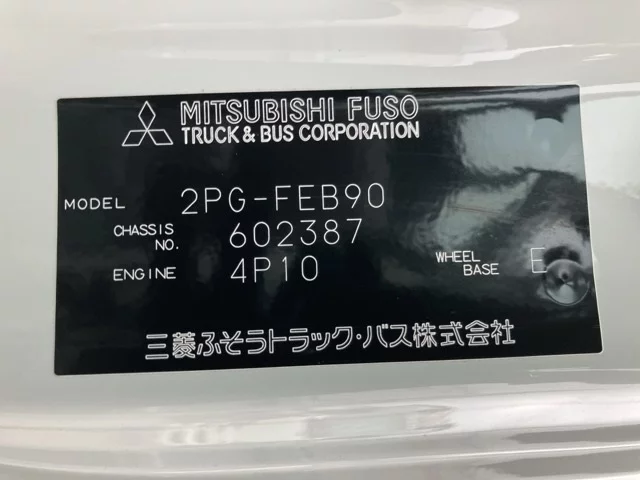 MITSUBISHI FUSO
TRUCK & BUS CORPORATION
MODEL 2PG-FEB90
CHASSIS NO. 602387
ENGINE 4P10 WHEEL BASE E
三菱ふそうトラック・バス株式会社